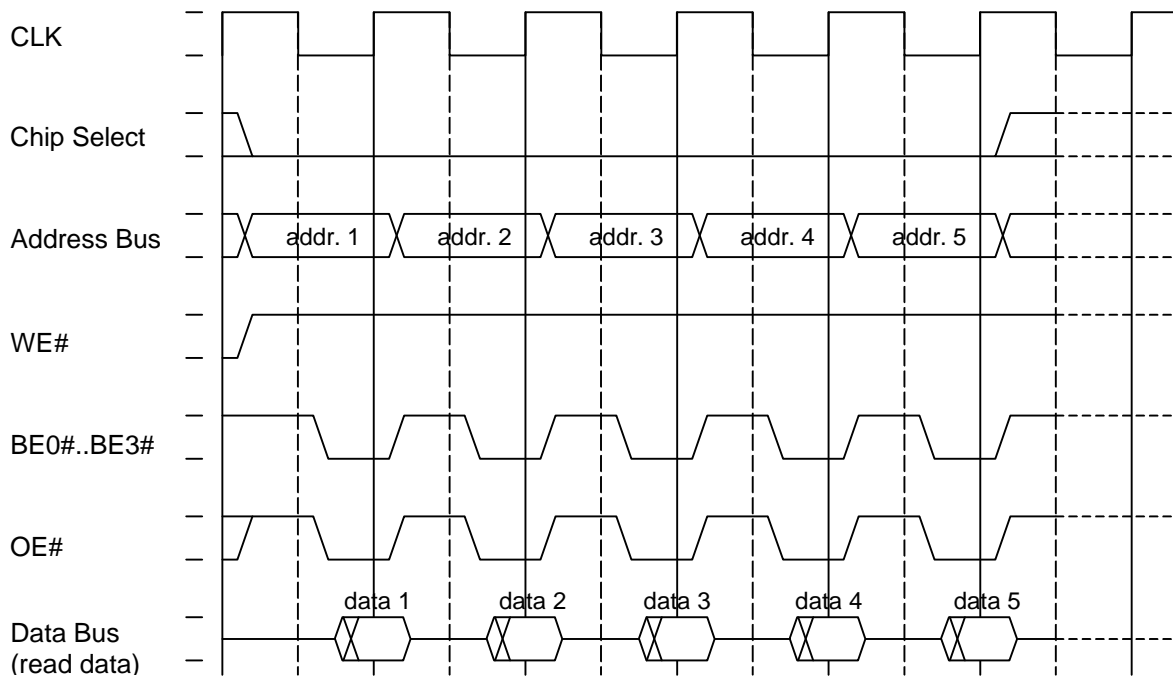 CLK
Chip Select
Address Bus
addr. 1 addr. 2 addr. 3 addr. 4 addr. 5
WE#
BE0#..BE3#
OE#
data 1 data 2 data 3 data 4 data 5
Data Bus
(read data)